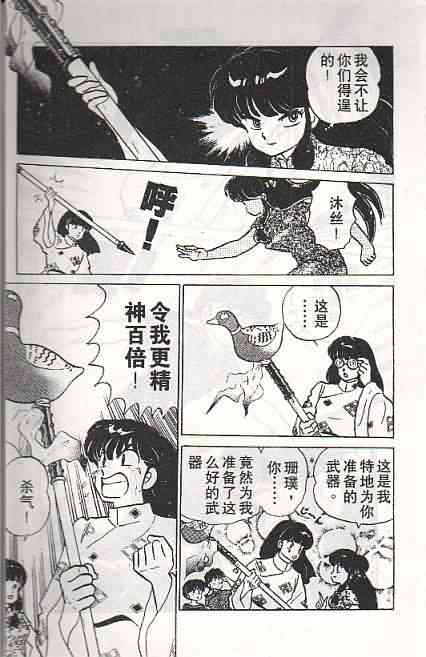 我会不让
你们得逞
的！
沐丝！
呼！
这是
……
这是我
特地为你
准备的
武器。
珊璞，
你……
竟然为我
准备了这
么好的武
器
令我更精
神百倍！
杀气！